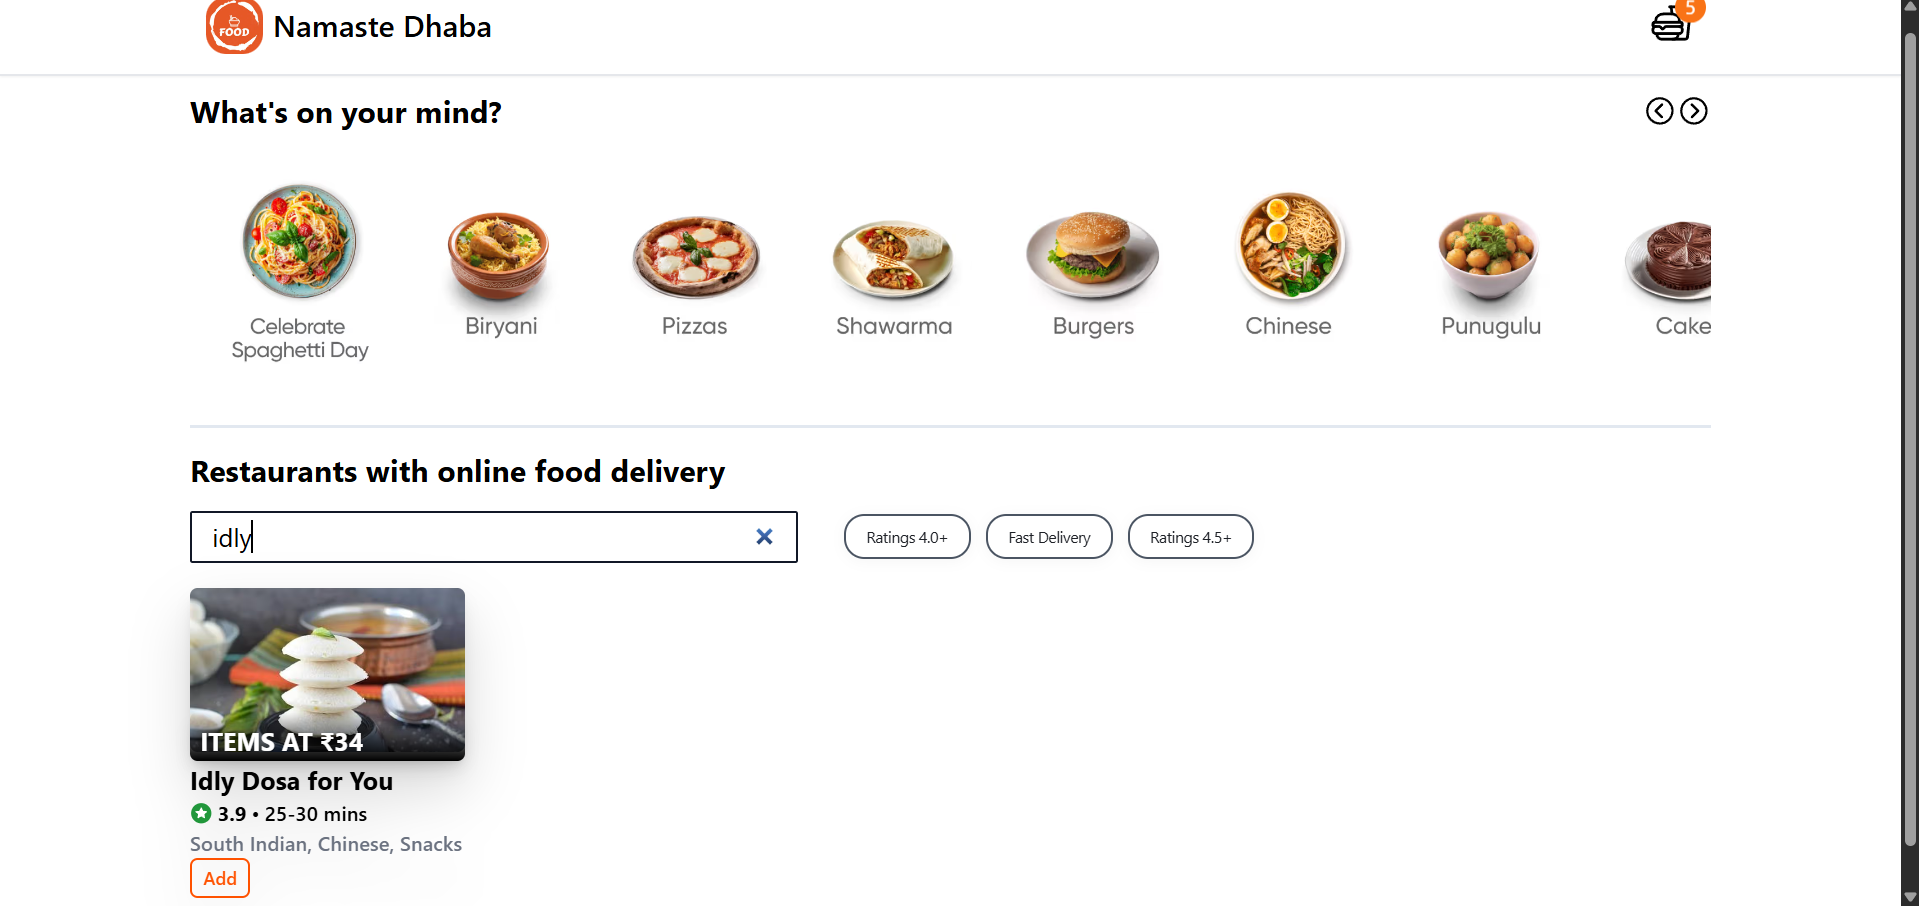 FOOD
Namaste Dhaba
5
What's on your mind?
Celebrate
Spaghetti Day
Biryani
Pizzas
Shawarma
Burgers
Chinese
Punugulu
Cake
Restaurants with online food delivery
idly
Ratings 4.0+
Fast Delivery
Ratings 4.5+
ITEMS AT ₹34
Idly Dosa for You
3.9 • 25-30 mins
South Indian, Chinese, Snacks
Add